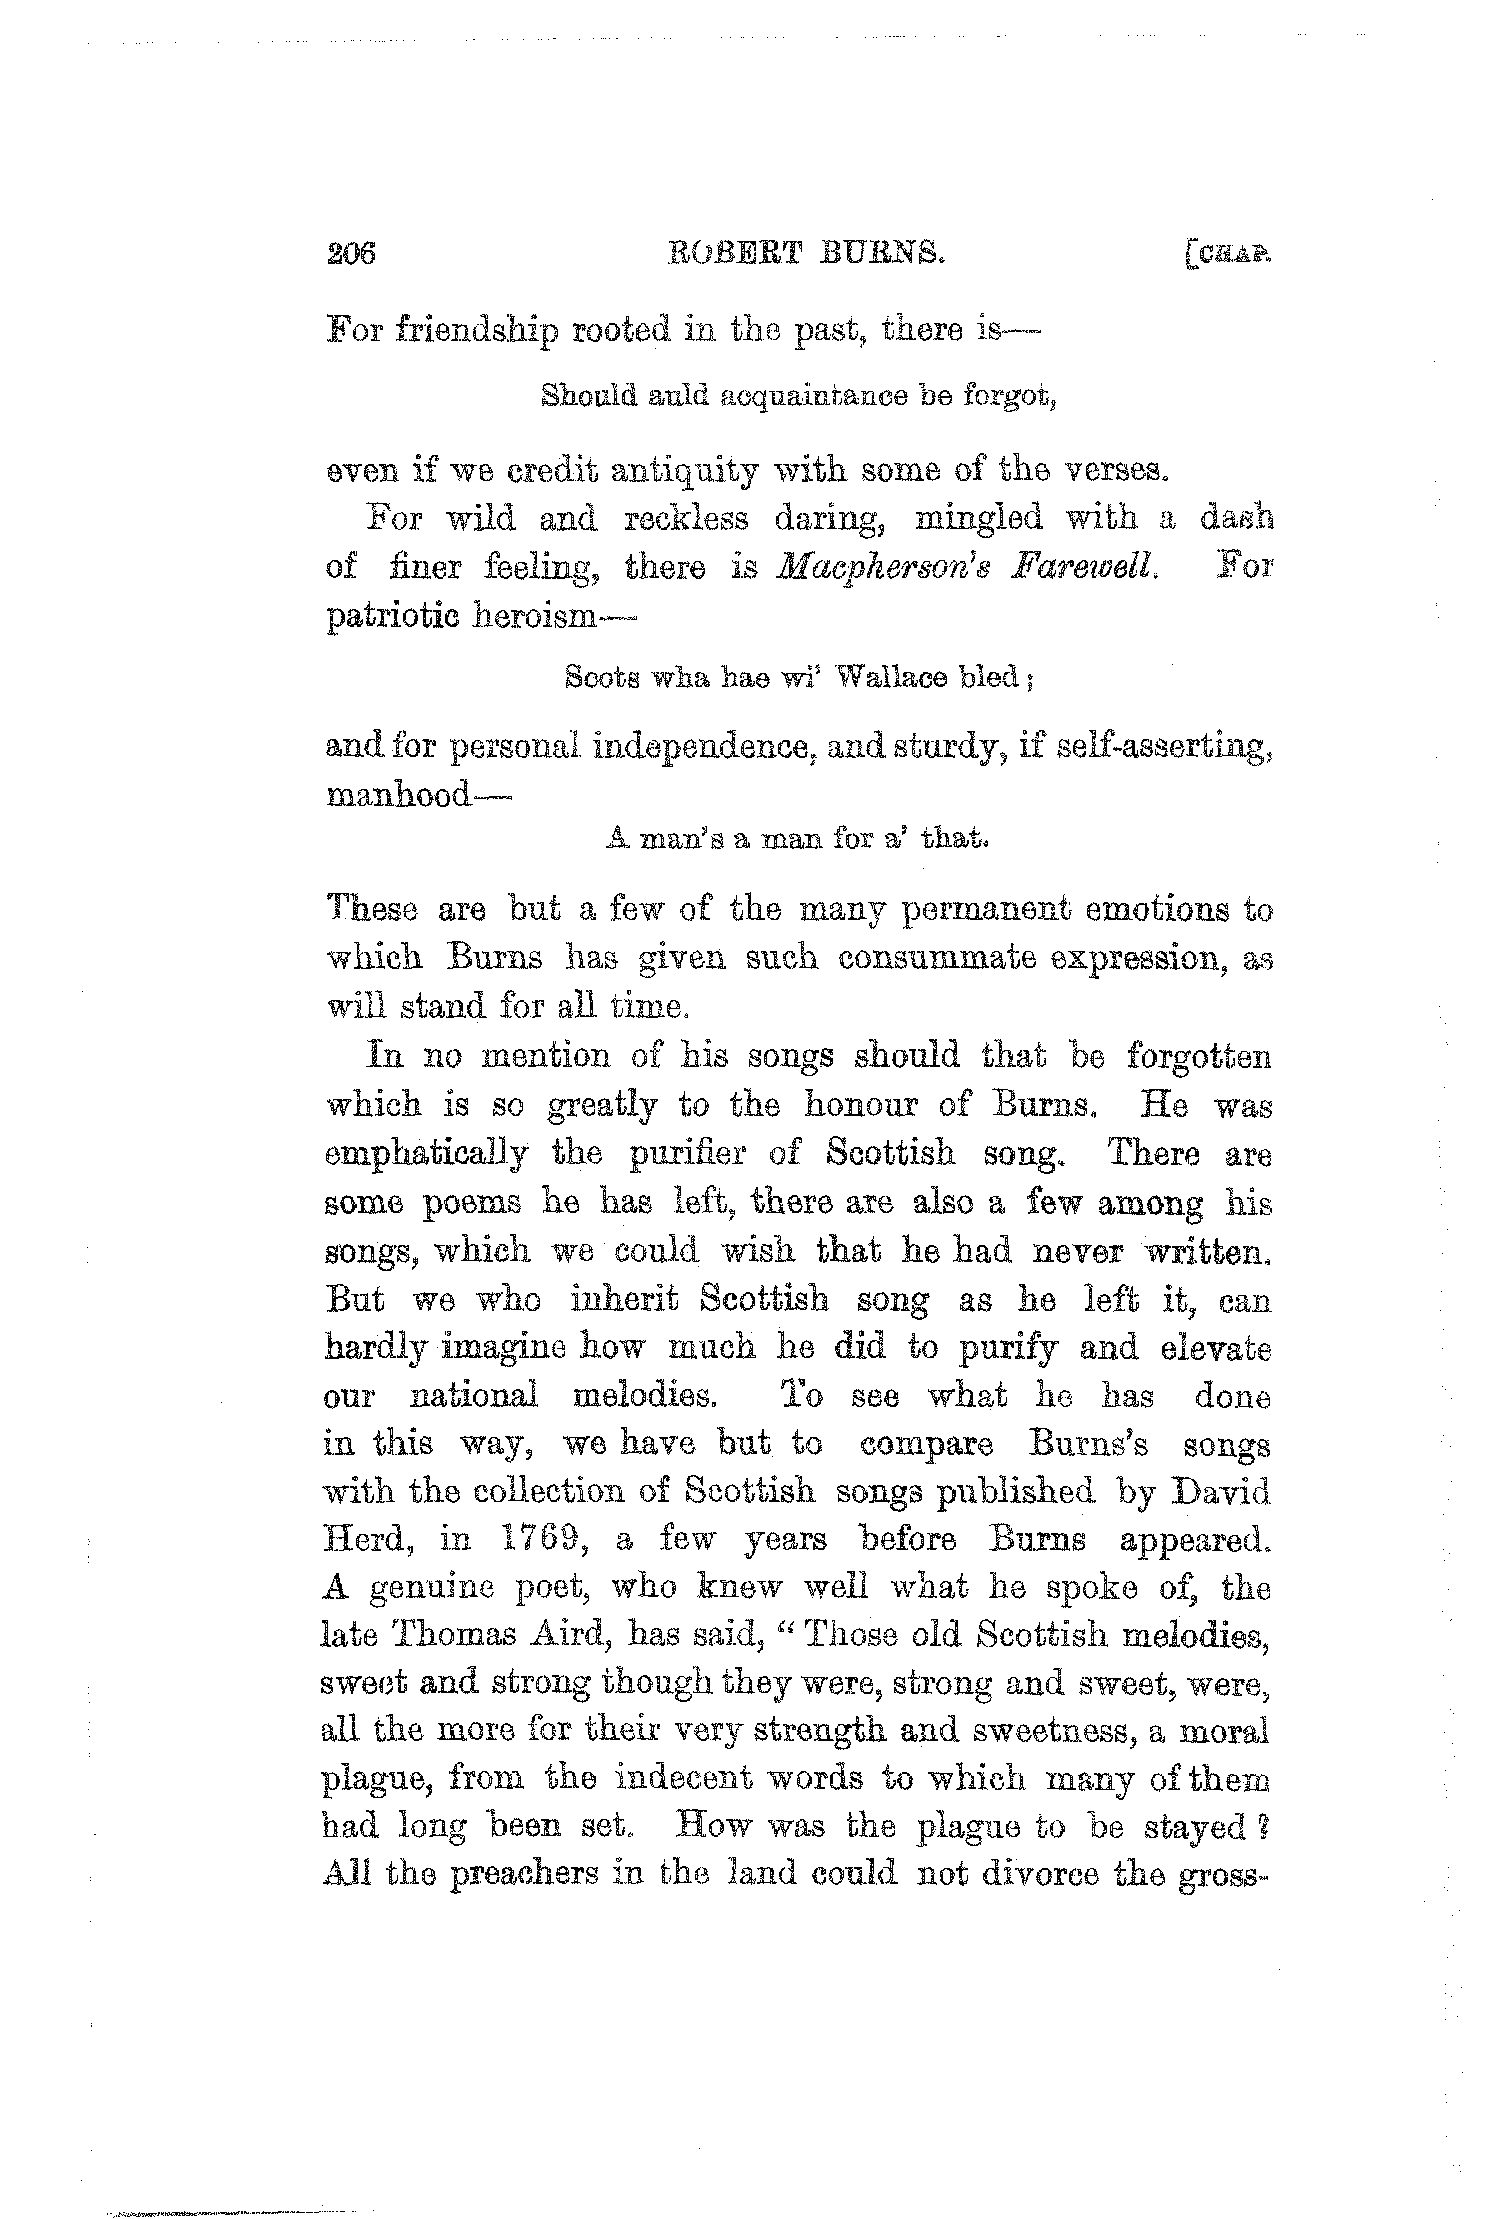 206 ROBERT BURNS. [CHAP.
For friendship rooted in the past, there is—
Should auld acquaintance be forgot,
even if we credit antiquity with some of the verses.
For wild and reckless daring, mingled with a dash
of finer feeling, there is Macpherson's Farewell. For
patriotic heroism—
Scots wha hae wi' Wallace bled;
and for personal independence, and sturdy, if self-asserting,
manhood—
A man's a man for a' that.
These are but a few of the many permanent emotions to
which Burns has given such consummate expression, as
will stand for all time.
In no mention of his songs should that be forgotten
which is so greatly to the honour of Burns. He was
emphatically the purifier of Scottish song. There are
some poems he has left, there are also a few among his
songs, which we could wish that he had never written.
But we who inherit Scottish song as he left it, can
hardly imagine how much he did to purify and elevate
our national melodies. To see what he has done
in this way, we have but to compare Burns's songs
with the collection of Scottish songs published by David
Herd, in 1769, a few years before Burns appeared.
A genuine poet, who knew well what he spoke of, the
late Thomas Aird, has said, "Those old Scottish melodies,
sweet and strong though they were, strong and sweet, were,
all the more for their very strength and sweetness, a moral
plague, from the indecent words to which many of them
had long been set. How was the plague to be stayed?
All the preachers in the land could not divorce the gross-